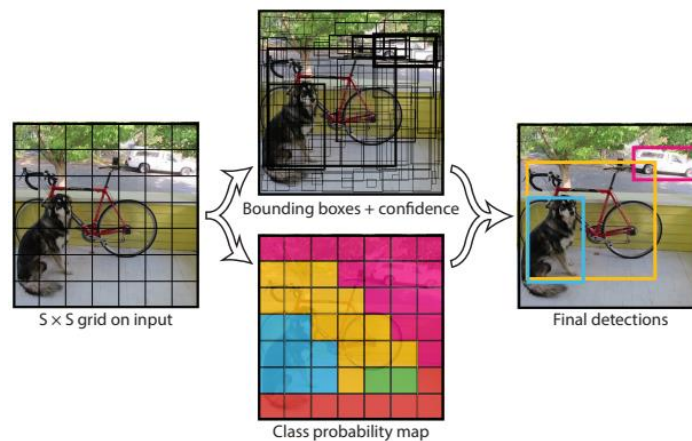 Bounding boxes + confidence
S × S grid on input
Final detections
Class probability map